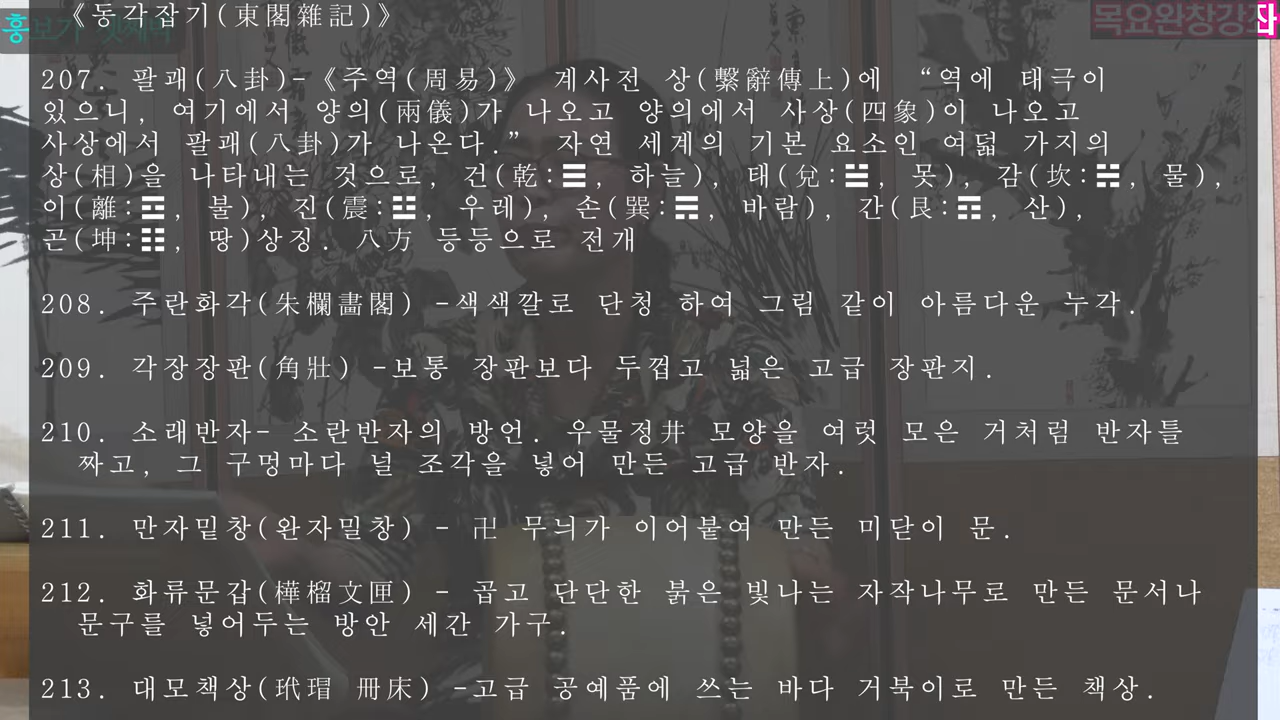 《동각잡기(東閣雜記)》
목요완창강좌
207. 팔괘(八卦)-《주역(周易)》 계사전 상(繫辭傳上)에 “역에 태극이
있으니, 여기에서 양의(兩儀)가 나오고 양의에서 사상(四象)이 나오고
사상에서 팔괘(八卦)가 나온다.” 자연 세계의 기본 요소인 여덟 가지의
상(相)을 나타내는 것으로, 건(乾:☰, 하늘), 태(兌:☱, 못), 감(坎:☵, 물),
이(離:☲, 불), 진(震:☳, 우레), 손(巽:☴, 바람), 간(艮:☶, 산),
곤(坤:☷, 땅)상징. 八方 등등으로 전개
208. 주란화각(朱欄畵閣) -색색깔로 단청 하여 그림 같이 아름다운 누각.
209. 각장장판(角壯) -보통 장판보다 두껍고 넓은 고급 장판지.
210. 소래반자- 소란반자의 방언. 우물정井 모양을 여럿 모은 거처럼 반자틀
짜고, 그 구멍마다 널 조각을 넣어 만든 고급 반자.
211. 만자밑창(완자밀창) - 卍 무늬가 이어붙여 만든 미닫이 문.
212. 화류문갑(樺榴文匣) - 곱고 단단한 붉은 빛나는 자작나무로 만든 문서나
문구를 넣어두는 방안 세간 가구.
213. 대모책상(玳瑁 冊床) -고급 공예품에 쓰는 바다 거북이로 만든 책상.